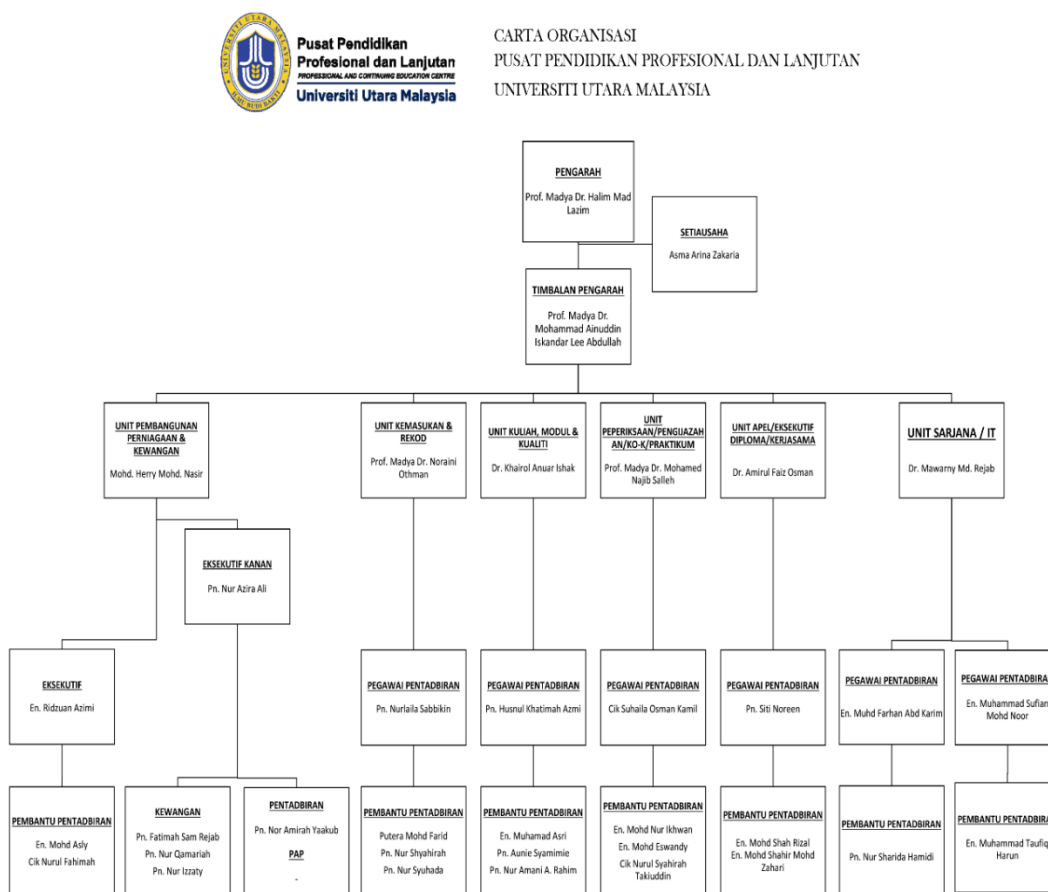 UNIVERSITI UTARA MALAYSIA
ILMU BUDI BAKTI
Pusat Pendidikan
Profesional dan Lanjutan
PROFESSIONAL AND CONTINUING EDUCATION CENTRE
Universiti Utara Malaysia
CARTA ORGANISASI
PUSAT PENDIDIKAN PROFESIONAL DAN LANJUTAN
UNIVERSITI UTARA MALAYSIA
PENGARAH
Prof. Madya Dr. Halim Mad
Lazim
SETIAUSAHA
Asma Arina Zakaria
TIMBALAN PENGARAH
Prof. Madya Dr.
Mohammad Ainuddin
Iskandar Lee Abdullah
UNIT PEMBANGUNAN
PERNIAGAAN &
KEWANGAN
Mohd. Herry Mohd. Nasir
UNIT KEMASUKAN &
REKOD
Prof. Madya Dr. Noraini
Othman
UNIT KULIAH, MODUL &
KUALITI
Dr. Khairol Anuar Ishak
UNIT
PEPERIKSAAN/PENGIJAZAH
AN/KO-K/PRAKTIKUM
Prof. Madya Dr. Mohamed
Najib Salleh
UNIT APEL/EKSEKUTIF
DIPLOMA/KERJASAMA
Dr. Amirul Faiz Osman
UNIT SARJANA / IT
Dr. Mawarny Md. Rejab
EKSEKUTIF KANAN
Pn. Nur Azira Ali
EKSEKUTIF
En. Ridzuan Azimi
PEGAWAI PENTADBIRAN
Pn. Nurlaila Sabbikin
PEGAWAI PENTADBIRAN
Pn. Husnul Khatimah Azmi
PEGAWAI PENTADBIRAN
Cik Suhaila Osman Kamil
PEGAWAI PENTADBIRAN
Pn. Siti Noreen
PEGAWAI PENTADBIRAN
En. Muhd Farhan Abd Karim
PEGAWAI PENTADBIRAN
En. Muhammad Sufian
Mohd Noor
PEMBANTU PENTADBIRAN
En. Mohd Asly
Cik Nurul Fahimah
KEWANGAN
Pn. Fatimah Sam Rejab
Pn. Nur Qamariah
Pn. Nur Izzaty
PENTADBIRAN
Pn. Nor Amirah Yaakub
PAP
-
PEMBANTU PENTADBIRAN
Putera Mohd Farid
Pn. Nur Shyahirah
Pn. Nur Syuhada
PEMBANTU PENTADBIRAN
En. Muhamad Asri
Pn. Aunie Syamimie
Pn. Nur Amani A. Rahim
PEMBANTU PENTADBIRAN
En. Mohd Nur Ikhwan
En. Mohd Eswandy
Cik Nurul Syahirah
Takiuddin
PEMBANTU PENTADBIRAN
En. Mohd Shah Rizal
En. Mohd Shahir Mohd
Zahari
PEMBANTU PENTADBIRAN
Pn. Nur Sharida Hamidi
PEMBANTU PENTADBIRAN
En. Muhammad Taufiq
Harun